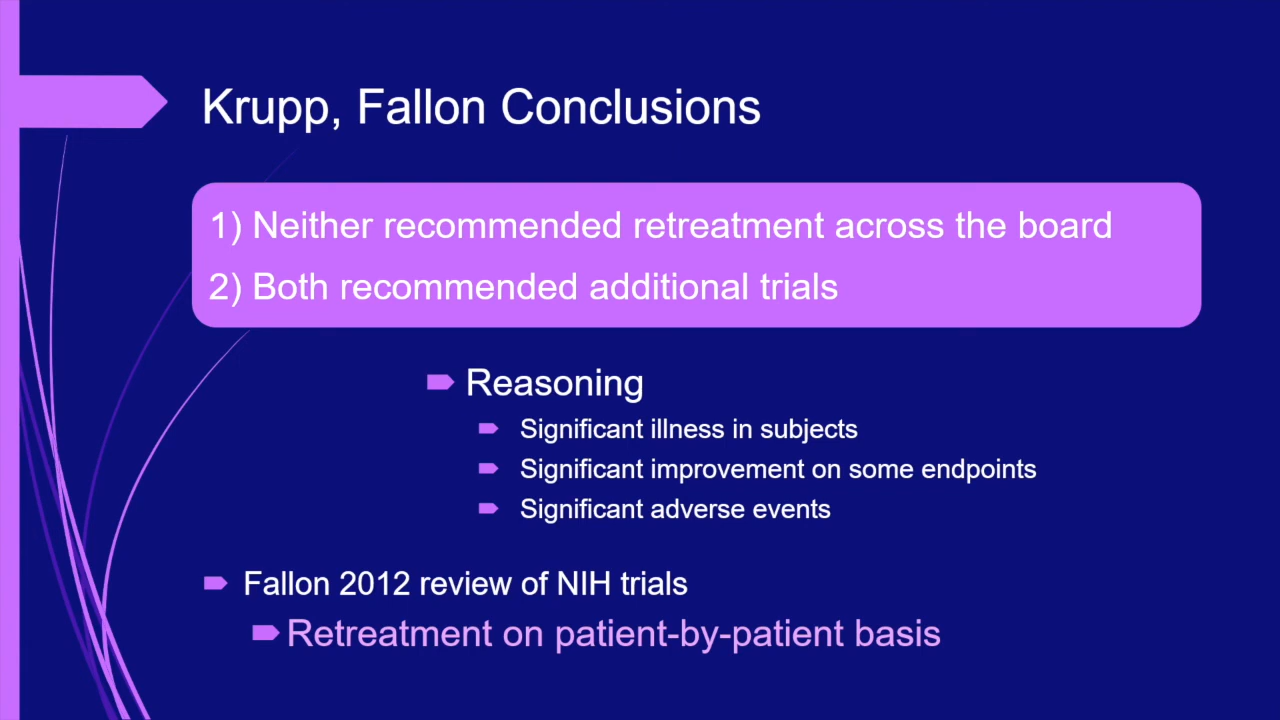 Krupp, Fallon Conclusions
1) Neither recommended retreatment across the board
2) Both recommended additional trials
Reasoning
Significant illness in subjects
Significant improvement on some endpoints
Significant adverse events
Fallon 2012 review of NIH trials
Retreatment on patient-by-patient basis